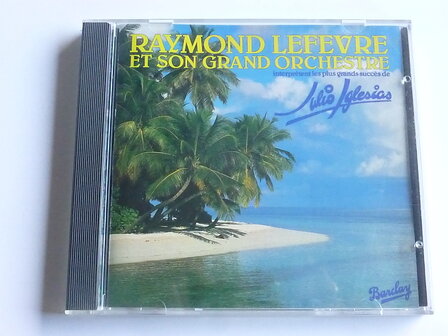 RAYMOND LEFEVRE
ET SON GRAND ORCHESTRE
interprètent les plus grands succès de
Julio Iglesias
Barclay